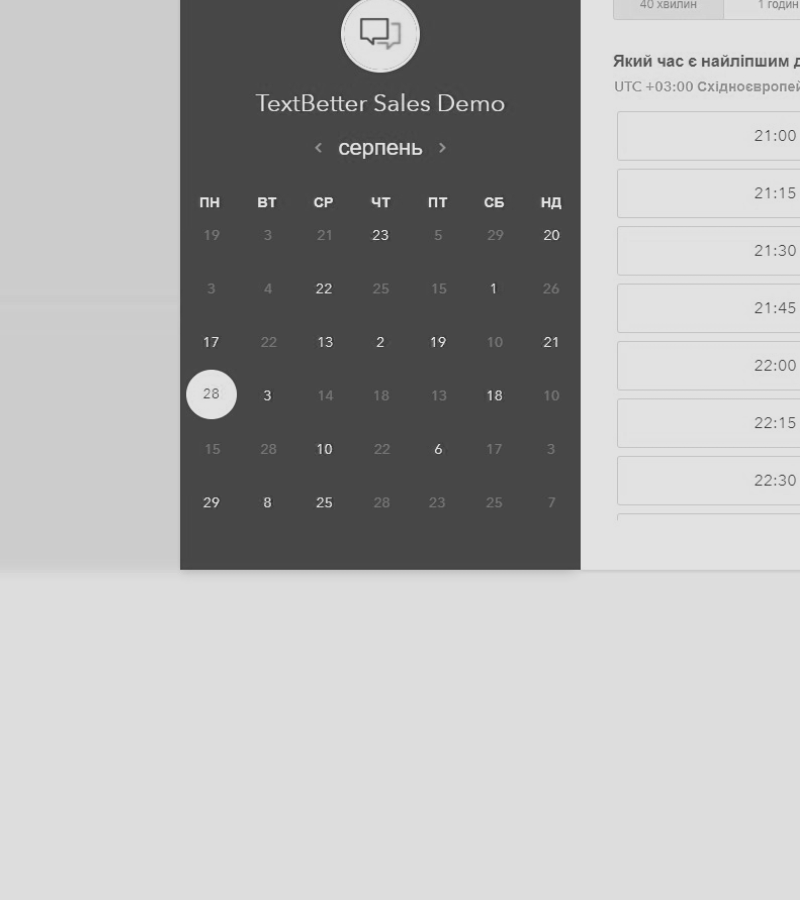 40 хвилин
1 годин
TextBetter Sales Demo
серпень
ПН ВТ СР ЧТ ПТ СБ НД
19 3 21 23 5 29 20
3 4 22 25 15 1 26
17 22 13 2 19 10 21
28 3 14 18 13 18 10
15 28 10 22 6 17 3
29 8 25 28 23 25 7
Який час є найліпшим д
UTC +03:00 Східноєвропей
21:00
21:15
21:30
21:45
22:00
22:15
22:30